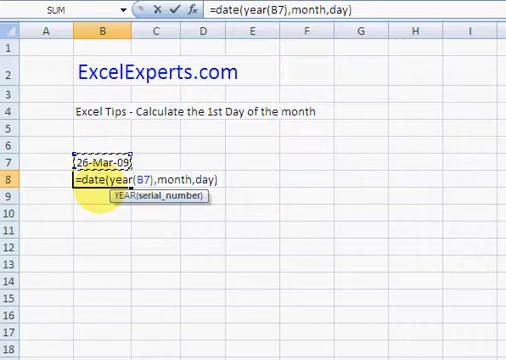 SUM =date(year(B7),month,day)
A B C D E F G H I
1
2 ExcelExperts.com
3
4 Excel Tips - Calculate the 1st Day of the month
5
6
7 26-Mar-09
8 =date(year(B7),month,day)
9 YEAR(serial_number)
10
11
12
13
14
15
16
17
18